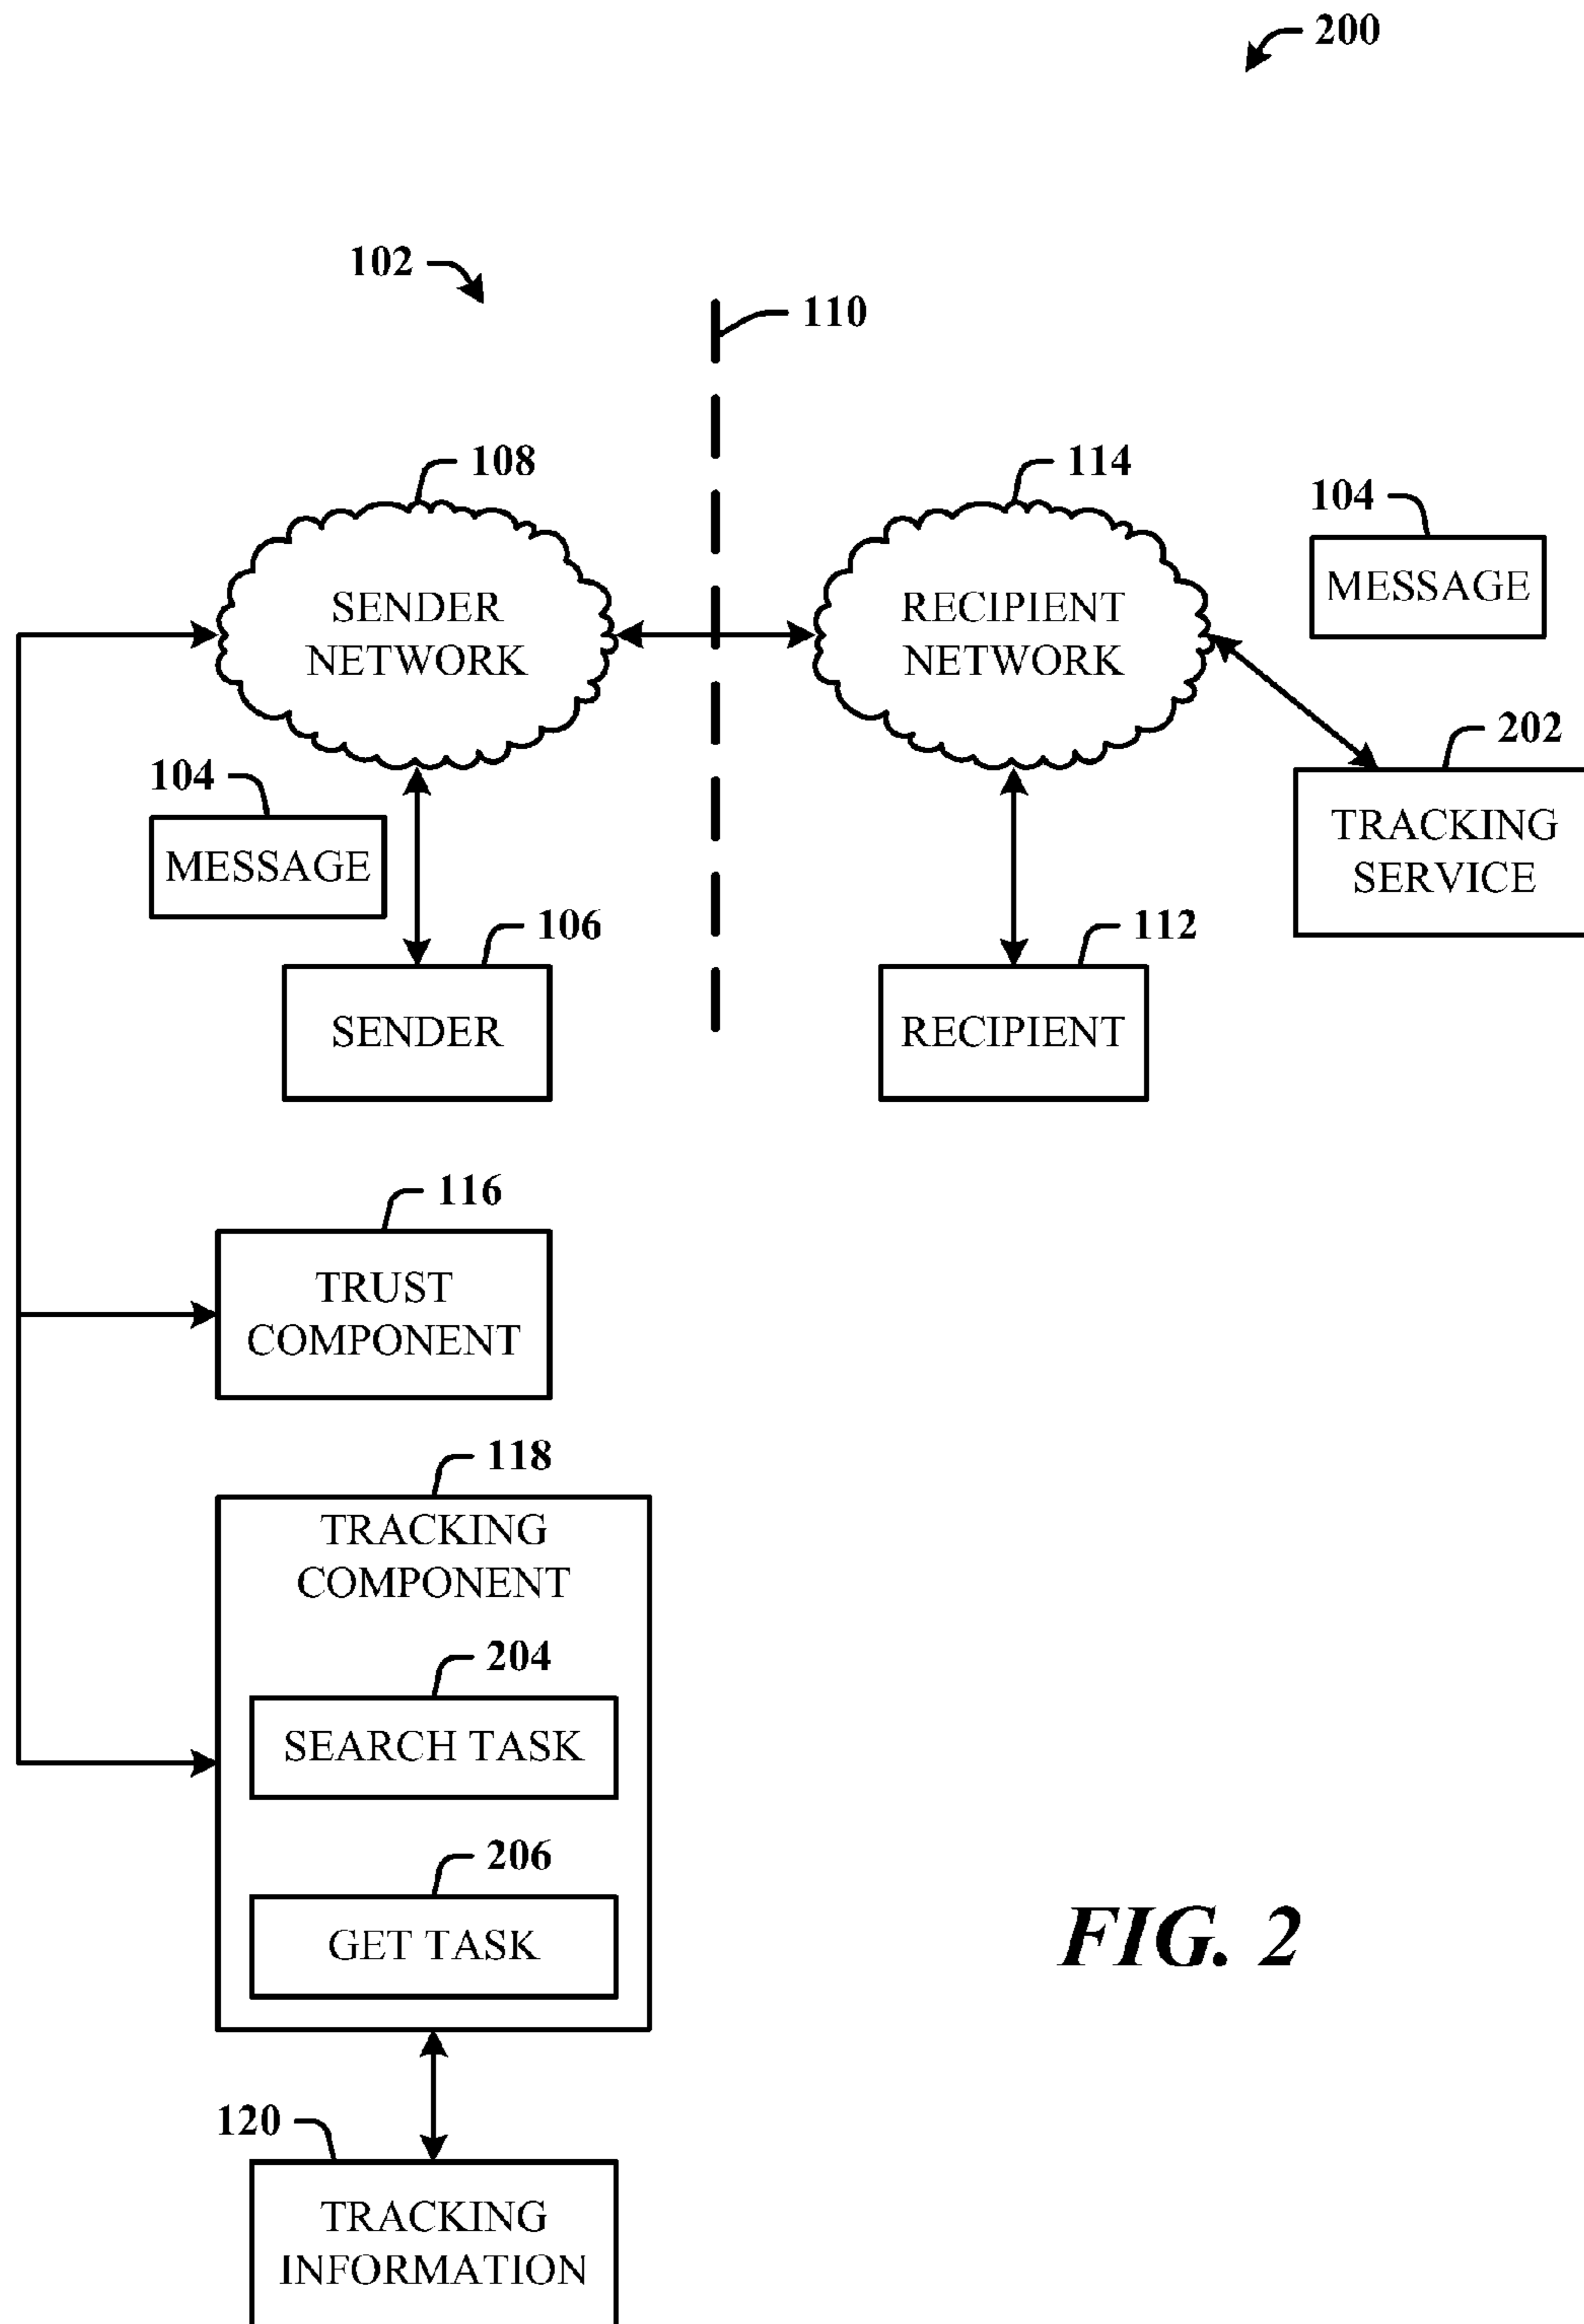 200
102
110
108
114
104
SENDER
NETWORK
RECIPIENT
NETWORK
MESSAGE
202
104
TRACKING
SERVICE
MESSAGE
106
112
SENDER
RECIPIENT
116
TRUST
COMPONENT
118
TRACKING
COMPONENT
204
SEARCH TASK
206
GET TASK
FIG. 2
120
TRACKING
INFORMATION